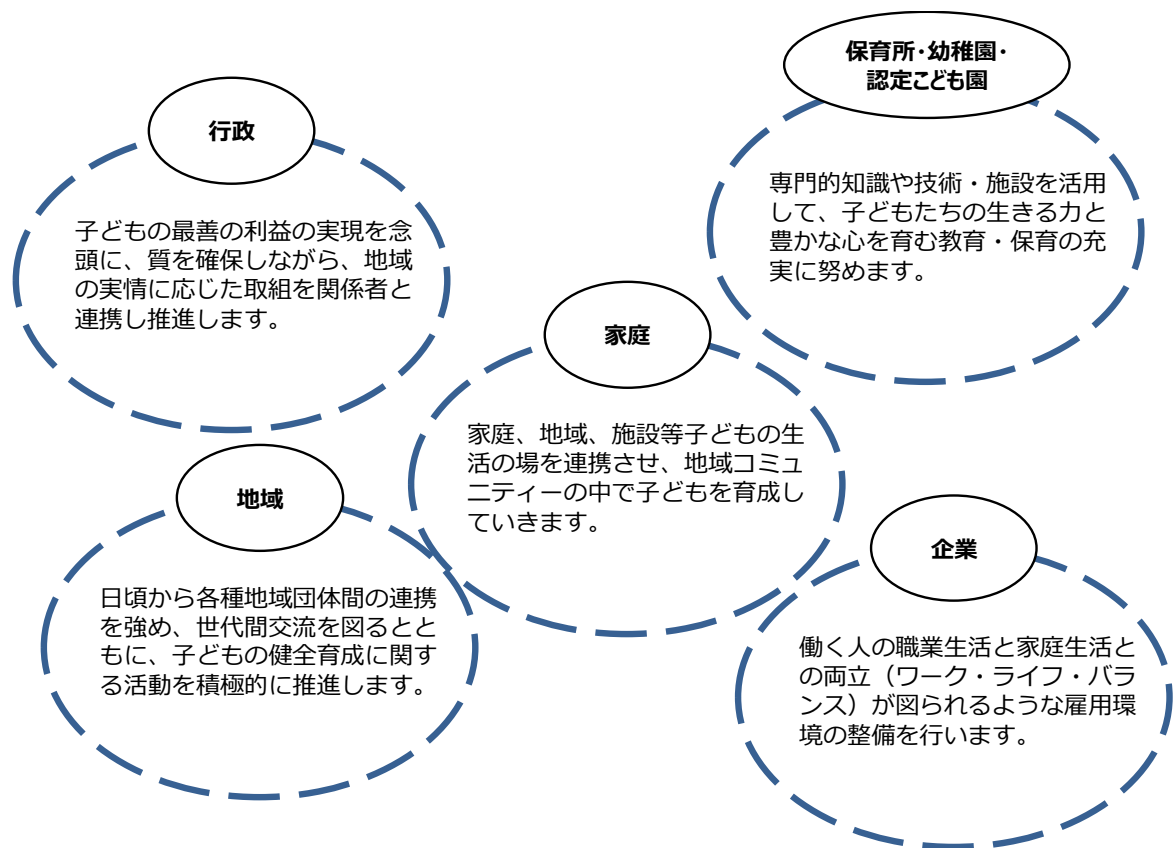 行政
子どもの最善の利益の実現を念
頭に、質を確保しながら、地域
の実情に応じた取組を関係者と
連携し推進します。
保育所・幼稚園・
認定こども園
専門的知識や技術・施設を活用
して、子どもたちの生きる力と
豊かな心を育む教育・保育の充
実に努めます。
家庭
家庭、地域、施設等子どもの生
活の場を連携させ、地域コミュ
ニティーの中で子どもを育成し
ていきます。
地域
日頃から各種地域団体間の連携
を強め、世代間交流を図るとと
もに、子どもの健全育成に関す
る活動を積極的に推進します。
企業
働く人の職業生活と家庭生活と
の両立（ワーク・ライフ・バラ
ンス）が図られるような雇用環
境の整備を行います。